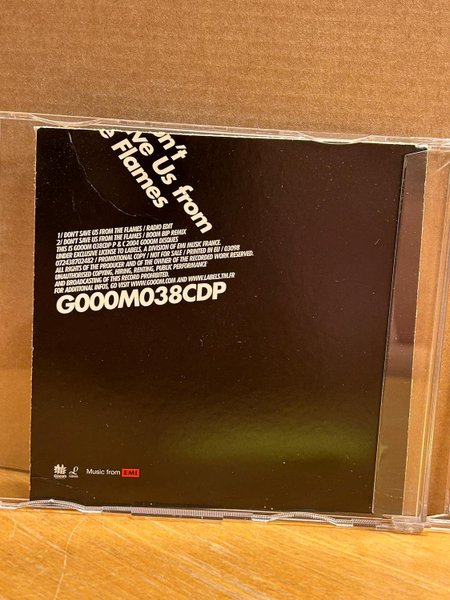 on't
ve Us from
e Flames
1/ DON'T SAVE US FROM THE FLAMES / RADIO EDIT
2/ DON'T SAVE US FROM THE FLAMES / BOOM BIP REMIX
THIS IS GOOOM 038CDP P & C 2004 GOOOM DISQUES
UNDER EXCLUSIVE LICENSE TO LABELS, A DIVISION OF EMI MUSIC FRANCE.
072438702482 / PROMOTIONAL COPY / NOT FOR SALE / PRINTED IN EU / 03098
ALL RIGHTS OF THE PRODUCER AND OF THE OWNER OF THE RECORDED WORK RESERVED.
UNAUTHORISED COPYING, HIRING, RENTING, PUBLIC PERFORMANCE
AND BROADCASTING OF THIS RECORD PROHIBITED.
FOR ADDITIONAL INFOS, GO VISIT WWW.GOOOM.COM AND WWW.LABELS.TM.FR
GOOOM038CDP
Music from EMI